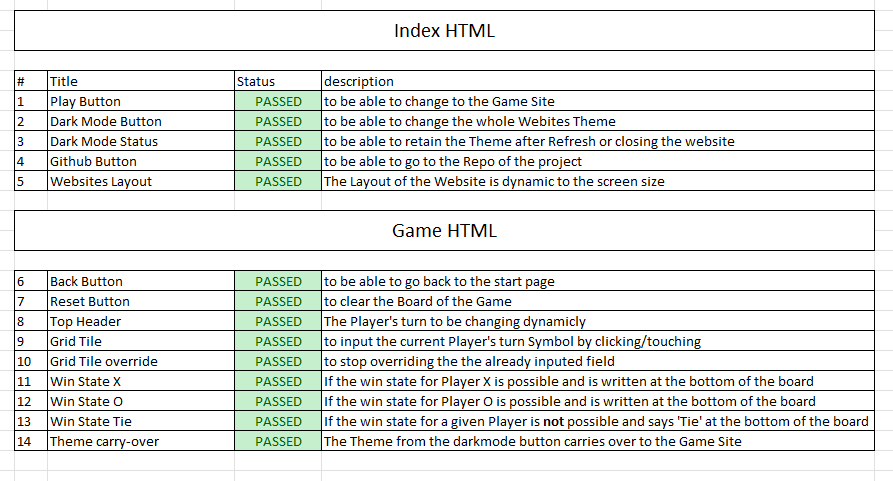 Index HTML
# Title Status description
1 Play Button PASSED to be able to change to the Game Site
2 Dark Mode Button PASSED to be able to change the whole Webites Theme
3 Dark Mode Status PASSED to be able to retain the Theme after Refresh or closing the website
4 Github Button PASSED to be able to go to the Repo of the project
5 Websites Layout PASSED The Layout of the Website is dynamic to the screen size
Game HTML
6 Back Button PASSED to be able to go back to the start page
7 Reset Button PASSED to clear the Board of the Game
8 Top Header PASSED The Player's turn to be changing dynamicly
9 Grid Tile PASSED to input the current Player's turn Symbol by clicking/touching
10 Grid Tile override PASSED to stop overriding the the already inputed field
11 Win State X PASSED If the win state for Player X is possible and is written at the bottom of the board
12 Win State O PASSED If the win state for Player O is possible and is written at the bottom of the board
13 Win State Tie PASSED If the win state for a given Player is not possible and says 'Tie' at the bottom of the board
14 Theme carry-over PASSED The Theme from the darkmode button carries over to the Game Site